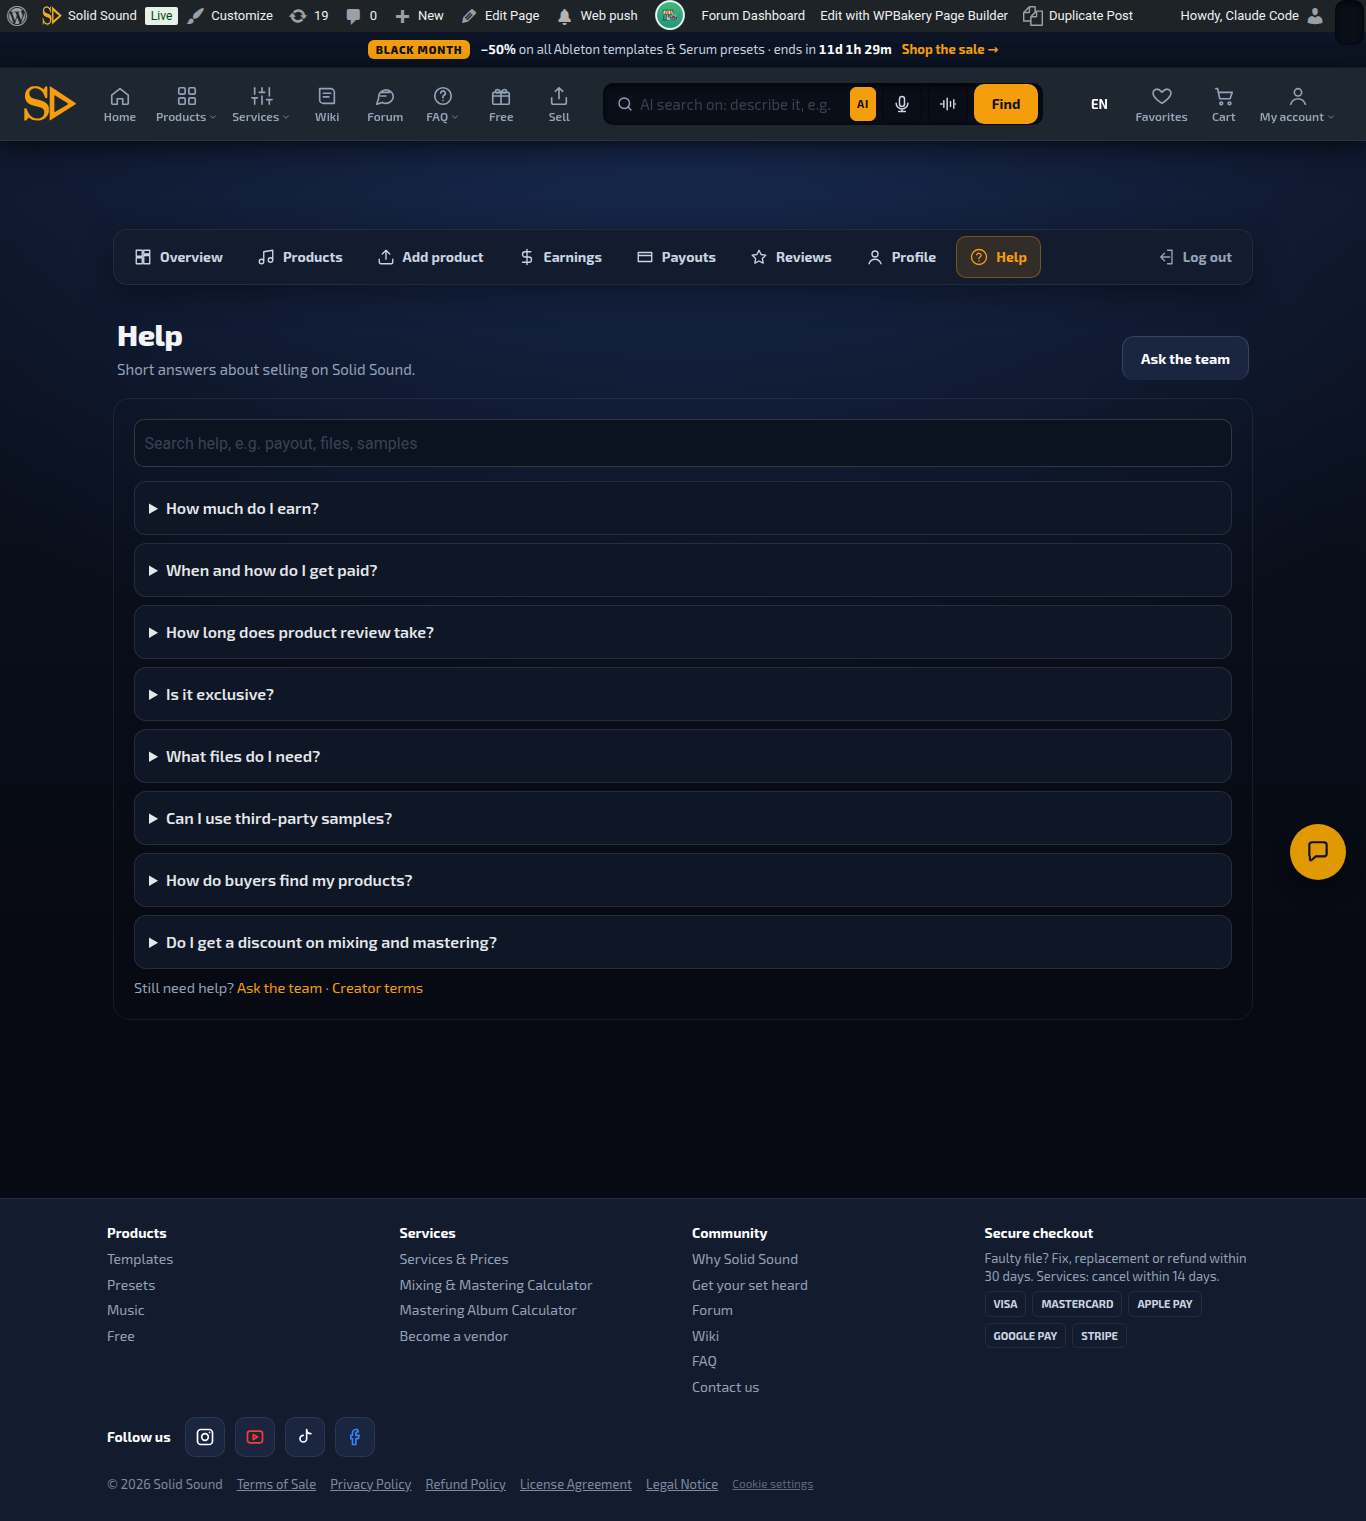 Solid Sound Live Customize 19 0 New Edit Page Web push Forum Dashboard Edit with WPBakery Page Builder Duplicate Post Howdy, Claude Code
BLACK MONTH −50% on all Ableton templates & Serum presets · ends in 11d 1h 29m Shop the sale →
Home Products Services Wiki Forum FAQ Free Sell AI search on: describe it, e.g. AI Find EN Favorites Cart My account
Overview Products Add product Earnings Payouts Reviews Profile Help Log out
Help
Short answers about selling on Solid Sound.
Ask the team
Search help, e.g. payout, files, samples
How much do I earn?
When and how do I get paid?
How long does product review take?
Is it exclusive?
What files do I need?
Can I use third-party samples?
How do buyers find my products?
Do I get a discount on mixing and mastering?
Still need help? Ask the team · Creator terms
Products
Templates
Presets
Music
Free
Services
Services & Prices
Mixing & Mastering Calculator
Mastering Album Calculator
Become a vendor
Community
Why Solid Sound
Get your set heard
Forum
Wiki
FAQ
Contact us
Secure checkout
Faulty file? Fix, replacement or refund within
30 days. Services: cancel within 14 days.
VISA MASTERCARD APPLE PAY
GOOGLE PAY STRIPE
Follow us
© 2026 Solid Sound Terms of Sale Privacy Policy Refund Policy License Agreement Legal Notice Cookie settings